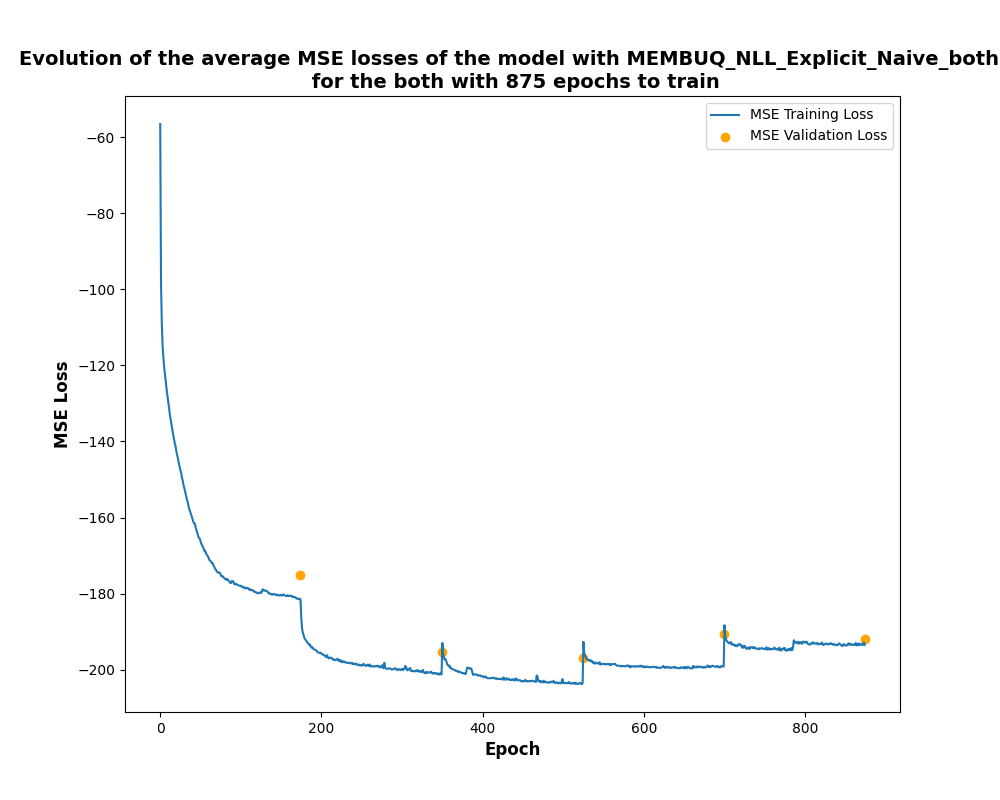 Evolution of the average MSE losses of the model with MEMBUQ_NLL_Explicit_Naive_both
for the both with 875 epochs to train
MSE Training Loss
MSE Validation Loss
−60
−80
−100
−120
−140
−160
−180
−200
MSE Loss
0 200 400 600 800
Epoch